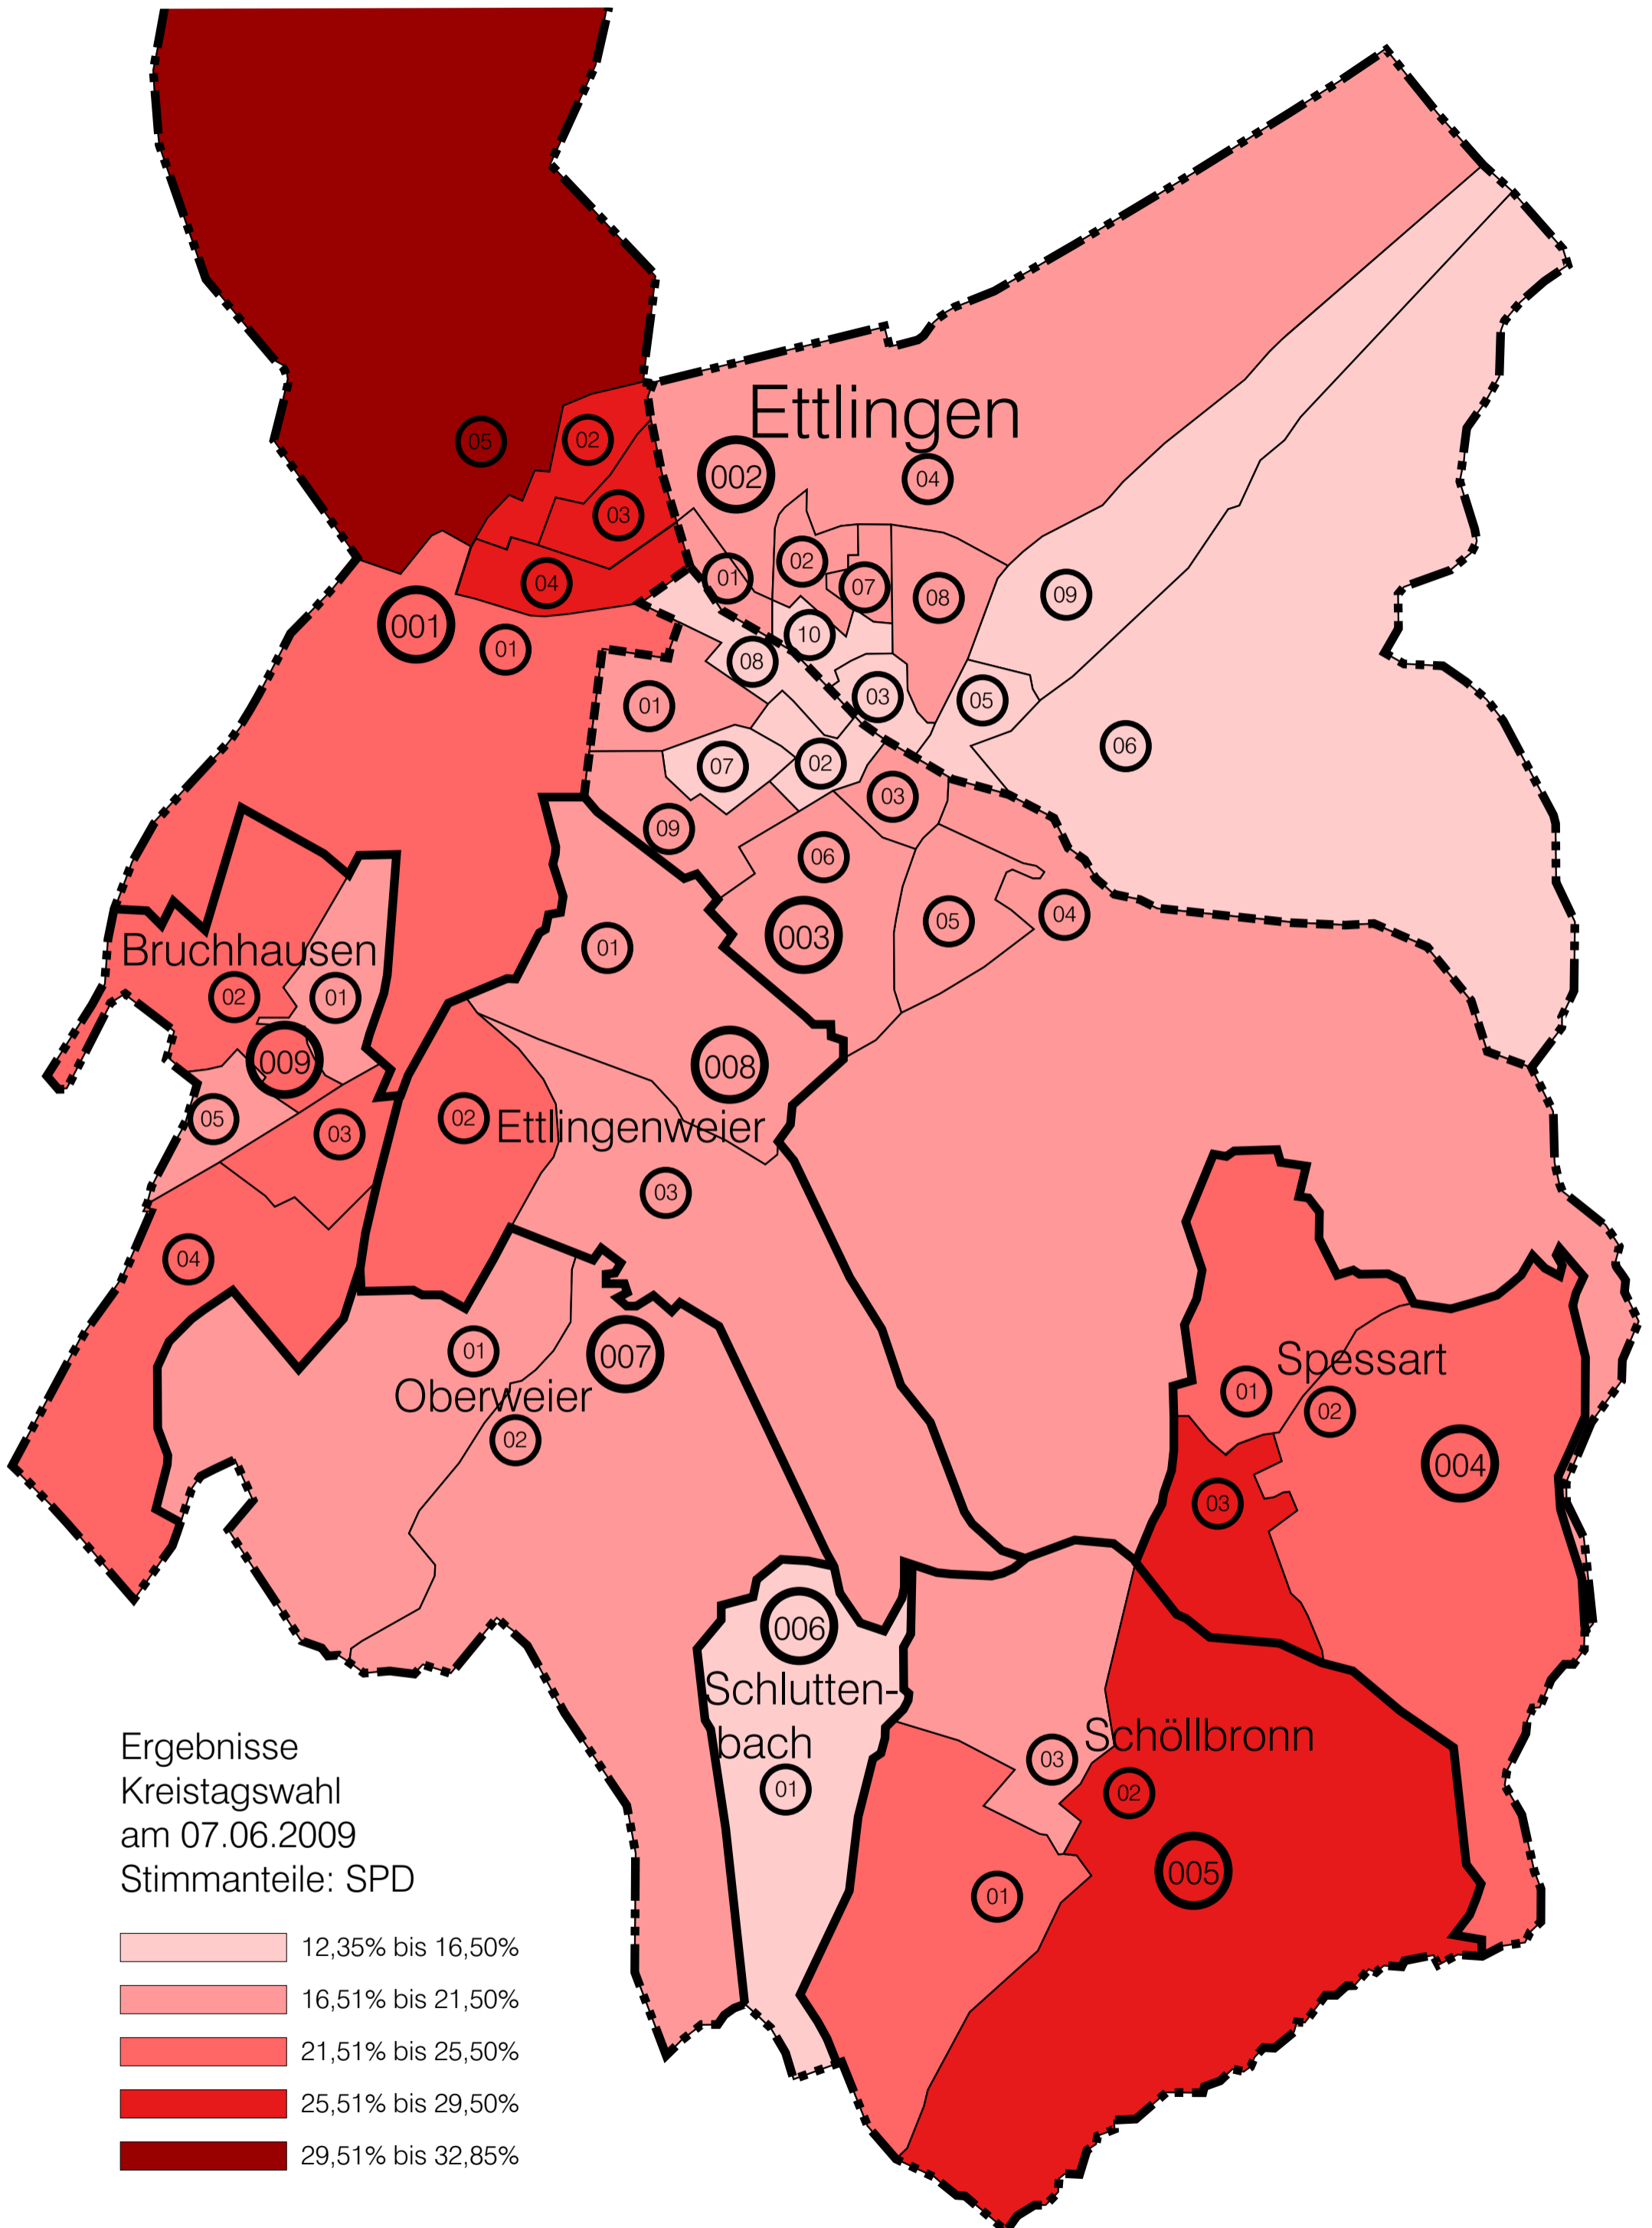 Ettlingen
05
02
002
04
03
02
01
07
04
08
09
001
10
01
08
03
05
01
06
02
07
03
09
06
05
04
003
01
Bruchhausen
02
01
009
008
05
02
Ettlingenweier
03
03
04
01
007
Spessart
Oberweier
01
02
02
004
03
006
Schlutten-
bach
01
Schöllbronn
03
02
005
01
Ergebnisse
Kreistagswahl
am 07.06.2009
Stimmanteile: SPD
12,35% bis 16,50%
16,51% bis 21,50%
21,51% bis 25,50%
25,51% bis 29,50%
29,51% bis 32,85%